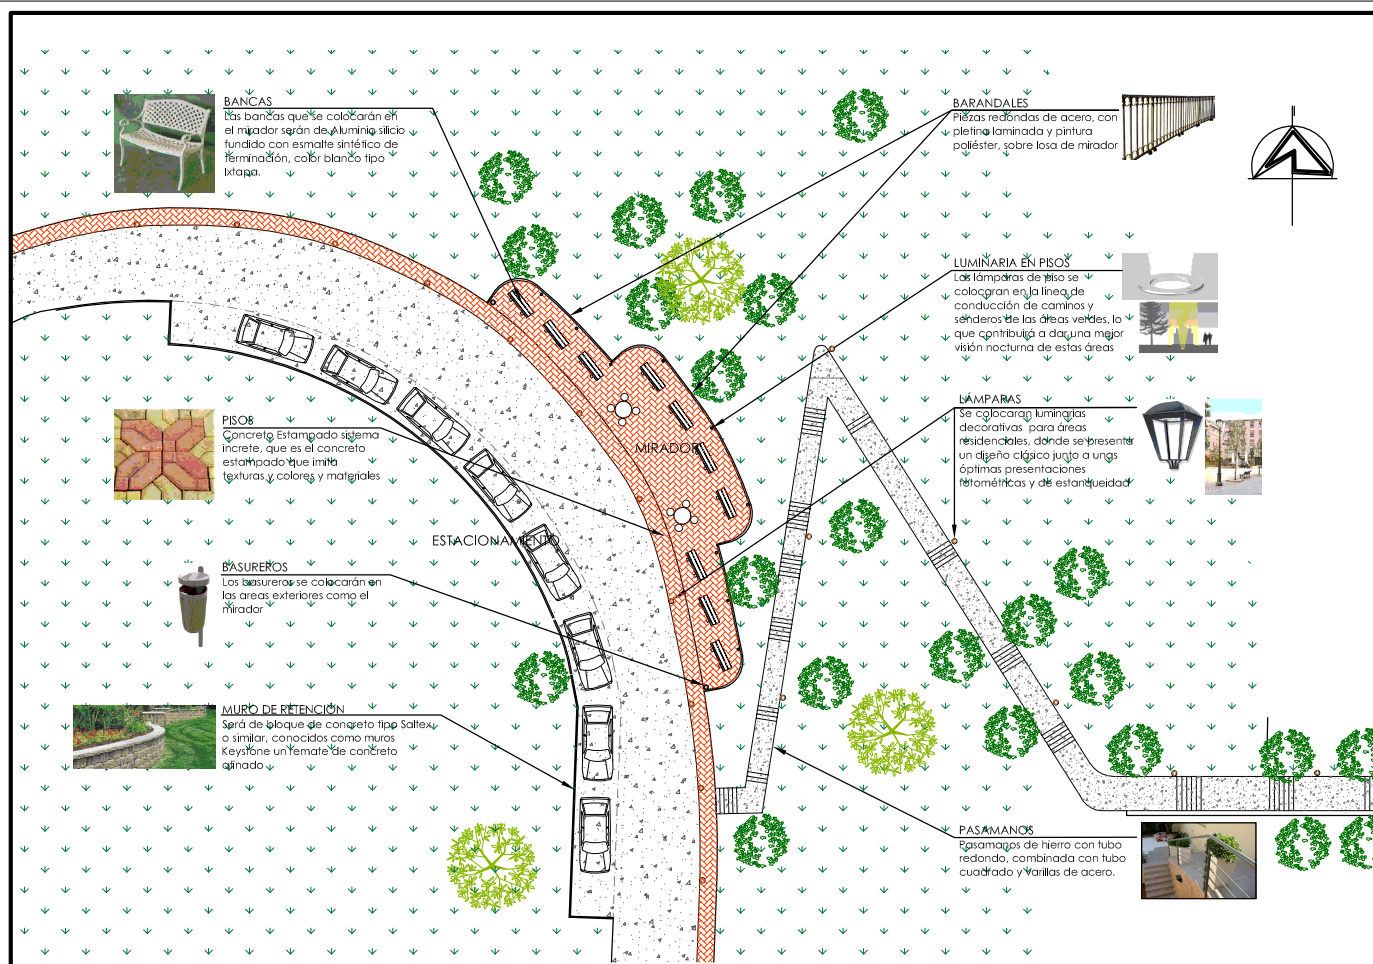 BANCAS
Las bancas que se colocarán en
el mirador serán de Aluminio silicio
fundido con esmalte sintético de
terminación, color blanco tipo
Ixtapa.
BARANDALES
Piezas redondas de acero, con
pletina laminada y pintura
poliéster, sobre losa de mirador
LUMINARIA EN PISOS
Las lámparas de piso se
colocaran en la linea de
conducción de caminos y
senderos de las áreas verdes, lo
que contribuirá a dar una mejor
visión nocturna de estas áreas
LÁMPARAS
Se colocaran luminarias
decorativas para áreas
residenciales, donde se presente
un diseño clásico junto a unas
óptimas presentaciones
fotométricas y de estanqueidad
PISOS
Concreto Estampado sistema
increte, que es el concreto
estampado que imita
texturas y colores y materiales
MIRADOR
ESTACIONAMIENTO
BASUREROS
Los basureros se colocarán en
las areas exteriores como el
mirador
MURO DE RETENCIÓN
Será de bloque de concreto tipo Saltex
o similar, conocidos como muros
Keystone un remate de concreto
afinado
PASAMANOS
Pasamanos de hierro con tubo
redondo, combinada con tubo
cuadrado y varillas de acero.